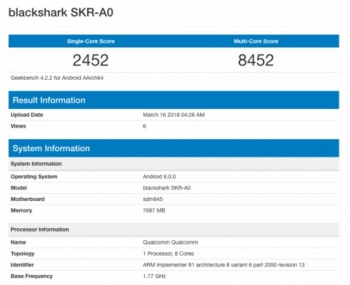 blackshark SKR-A0
Single-Core Score Multi-Core Score
2452 8452
Geekbench 4.2.2 for Android AArch64
Result Information
Upload Date March 16 2018 04:26 AM
Views 6
System Information
System Information
Operating System Android 8.0.0
Model blackshark SKR-A0
Motherboard sdm845
Memory 7687 MB
Processor Information
Name Qualcomm Qualcomm
Topology 1 Processor, 8 Cores
Identifier ARM implementer 81 architecture 8 variant 6 part 2050 revision 13
Base Frequency 1.77 GHz